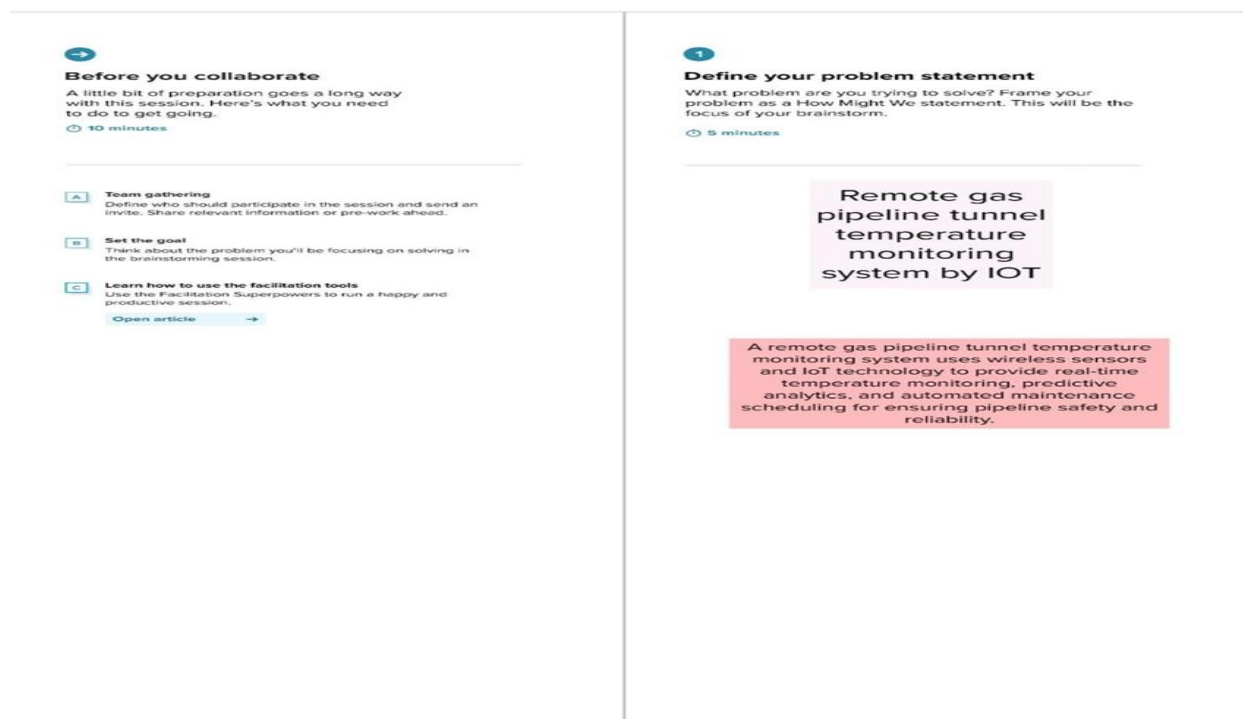 Before you collaborate
A little bit of preparation goes a long way
with this session. Here's what you need
to do to get going.
10 minutes
A
Team gathering
Define who should participate in the session and send an
invite. Share relevant information or pre-work ahead.
B
Set the goal
Think about the problem you'll be focusing on solving in
the brainstorming session.
C
Learn how to use the facilitation tools
Use the Facilitation Superpowers to run a happy and
productive session.
Open article
1
Define your problem statement
What problem are you trying to solve? Frame your
problem as a How Might We statement. This will be the
focus of your brainstorm.
5 minutes
Remote gas
pipeline tunnel
temperature
monitoring
system by IOT
A remote gas pipeline tunnel temperature
monitoring system uses wireless sensors
and IoT technology to provide real-time
temperature monitoring, predictive
analytics, and automated maintenance
scheduling for ensuring pipeline safety and
reliability.